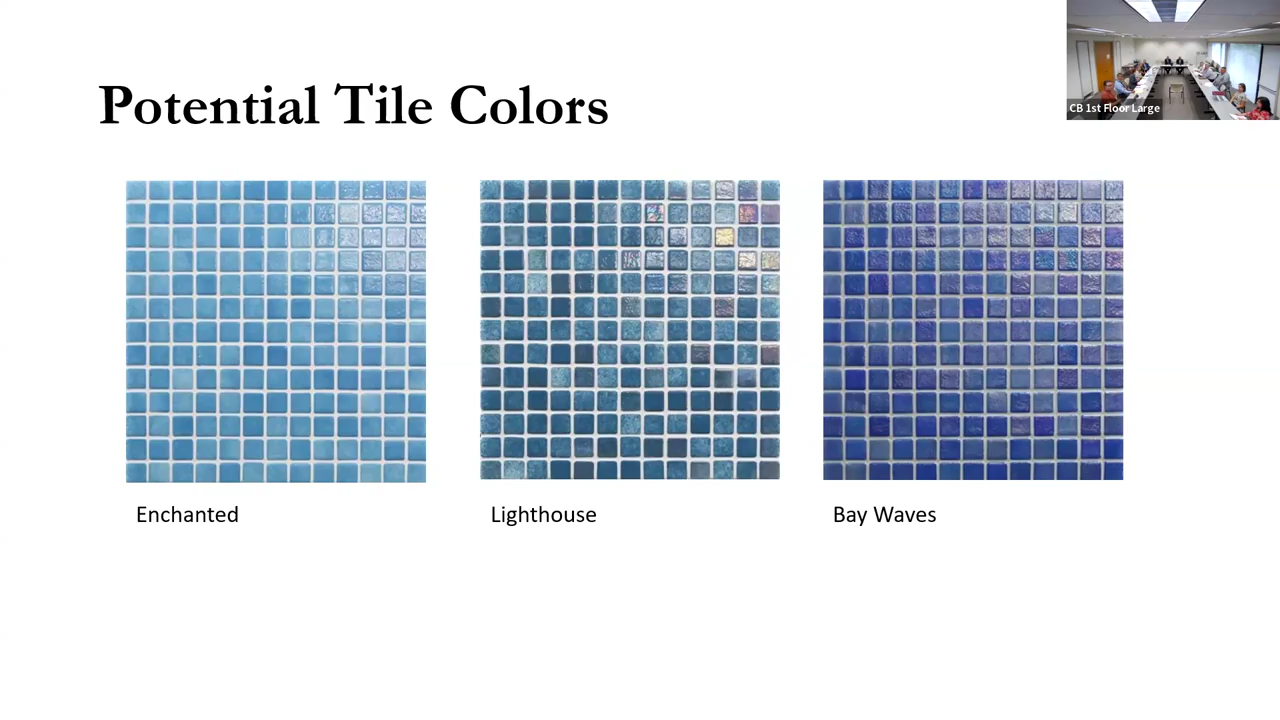 CB 1st Floor Large
Potential Tile Colors
Enchanted
Lighthouse
Bay Waves